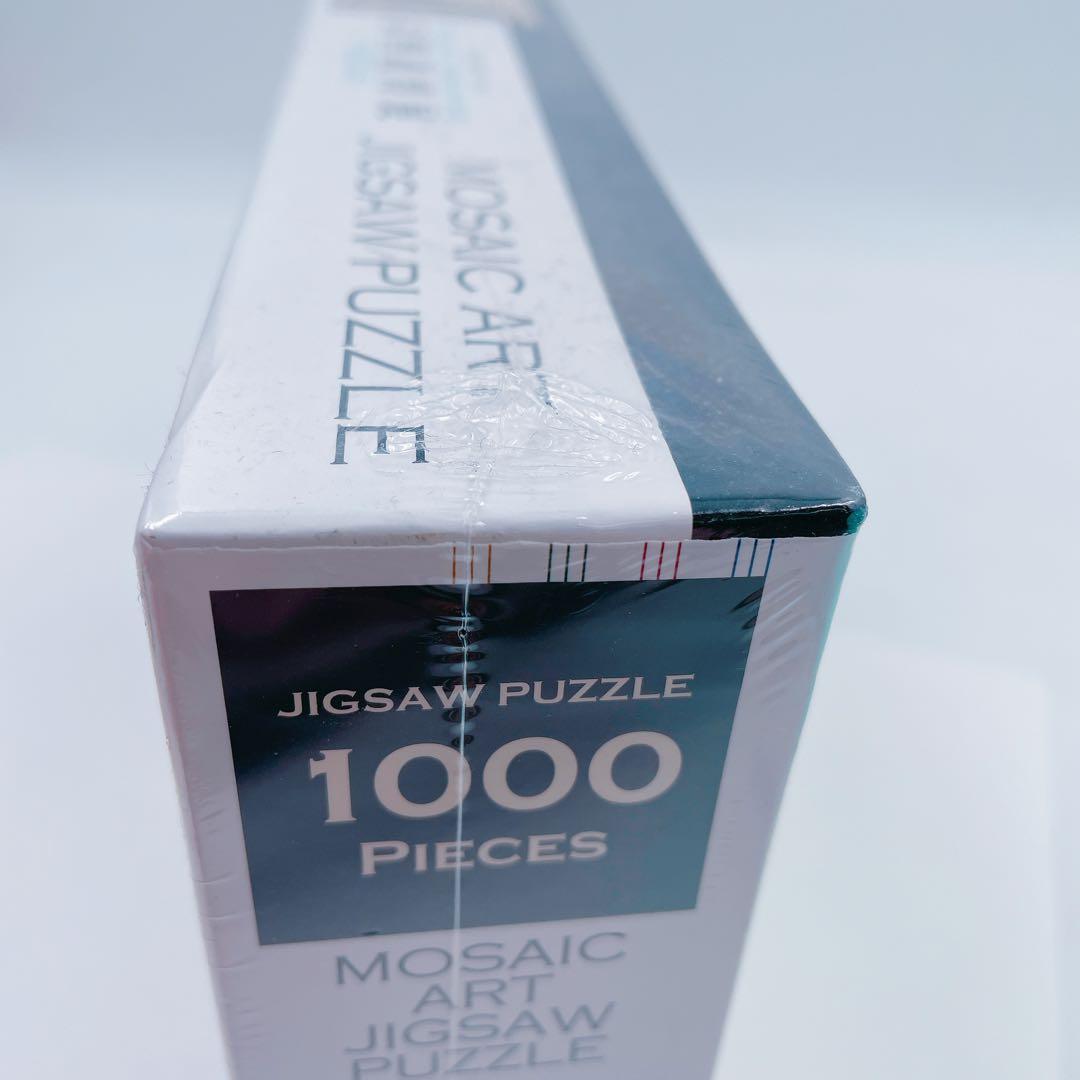 MOSAIC ART
JIGSAW PUZZLE
JIGSAW PUZZLE
1000
PIECES
MOSAIC
ART
JIGSAW
PUZZLE